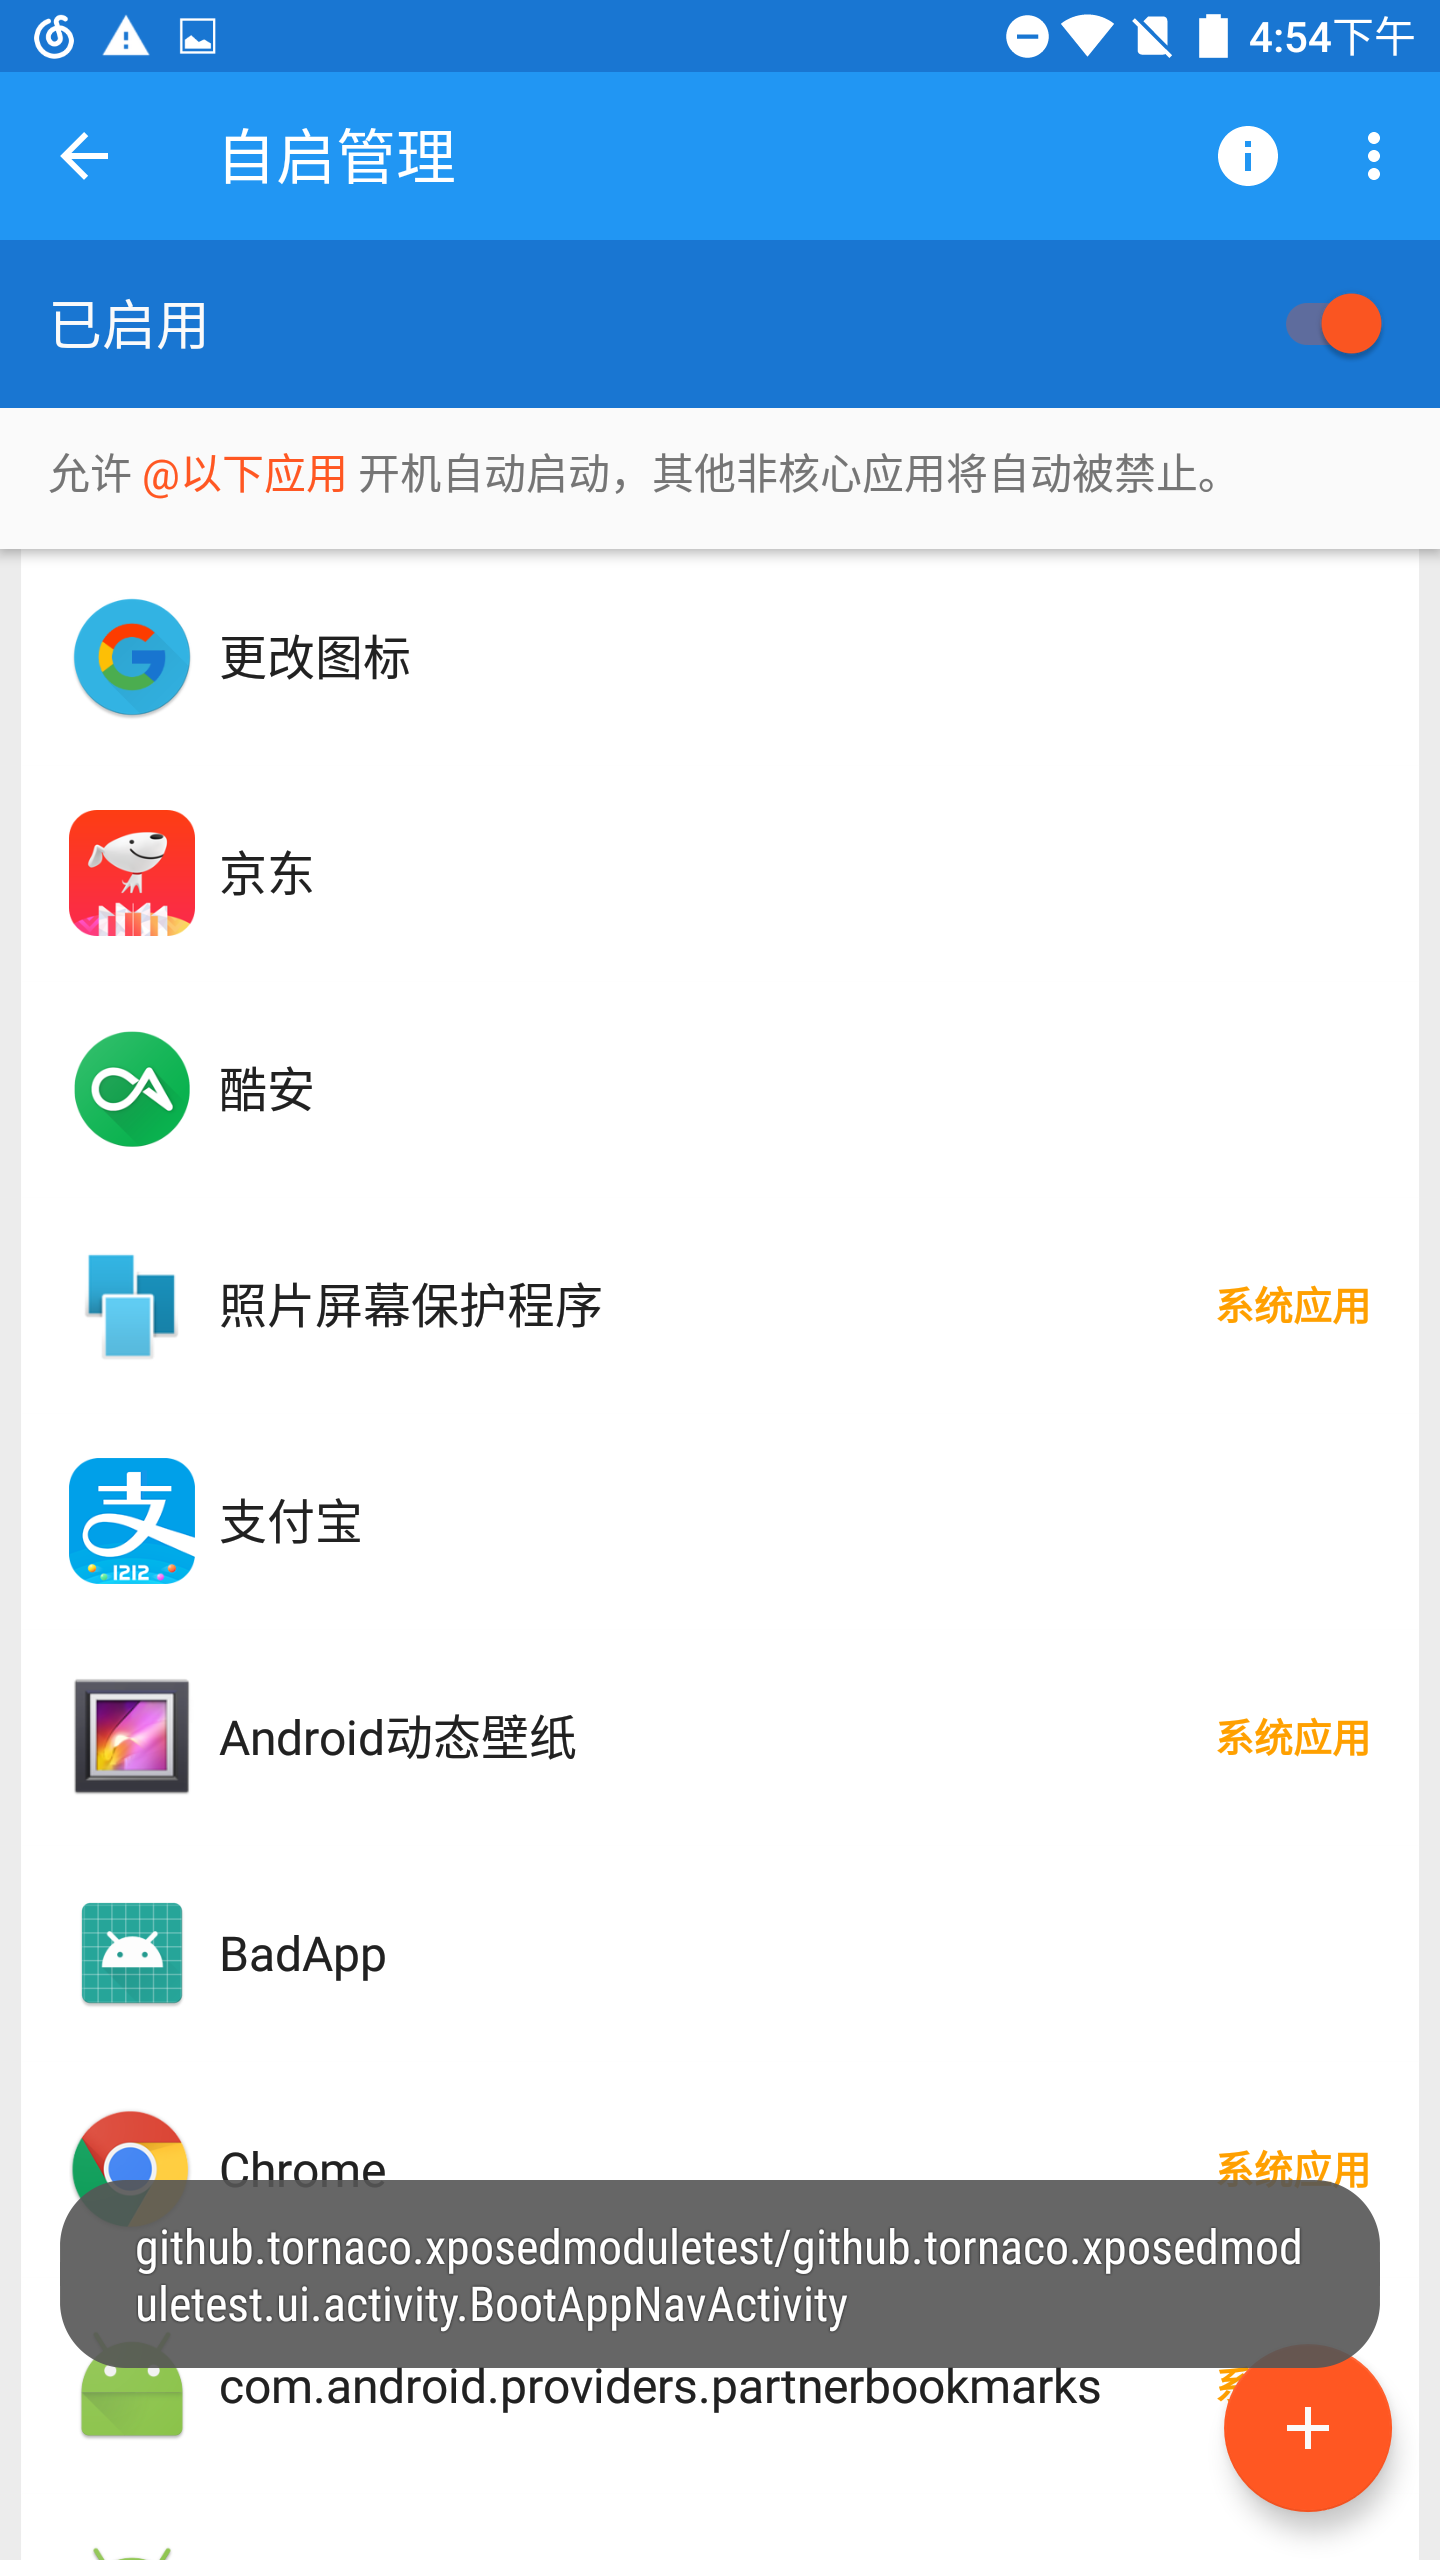 4:54下午
自启管理
已启用
允许 @以下应用 开机自动启动，其他非核心应用将自动被禁止。
更改图标
京东
酷安
照片屏幕保护程序 系统应用
支付宝
支
1212
Android动态壁纸 系统应用
BadApp
Chrome 系统应用
github.tornaco.xposedmoduletest/github.tornaco.xposedmod
uletest.ui.activity.BootAppNavActivity
com.android.providers.partnerbookmarks 系